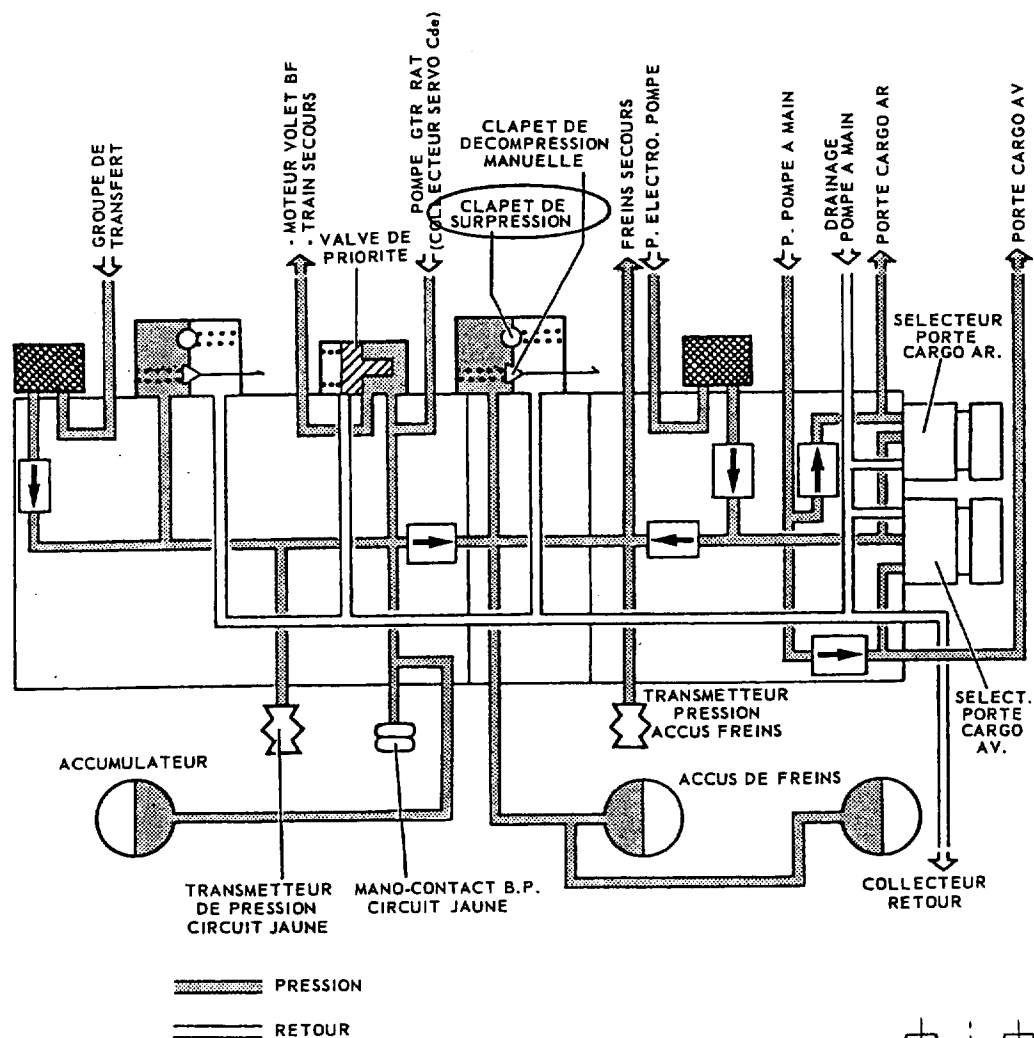 GROUPE DE
TRANSFERT
- MOTEUR VOLET BF
- TRAIN SECOURS
VALVE DE
PRIORITE
POMPE GTR RAT
(COLLECTEUR SERVO Cde)
CLAPET DE
DECOMPRESSION
MANUELLE
CLAPET DE
SURPRESSION
FREINS SECOURS
P. ELECTRO. POMPE
P. POMPE A MAIN
DRAINAGE
POMPE A MAIN
PORTE CARGO AR
PORTE CARGO AV
SELECTEUR
PORTE
CARGO AR.
SELECT.
PORTE
CARGO
AV.
TRANSMETTEUR
PRESSION
ACCUS FREINS
ACCUMULATEUR
ACCUS DE FREINS
TRANSMETTEUR
DE PRESSION
CIRCUIT JAUNE
MANO-CONTACT B.P.
CIRCUIT JAUNE
COLLECTEUR
RETOUR
PRESSION
RETOUR